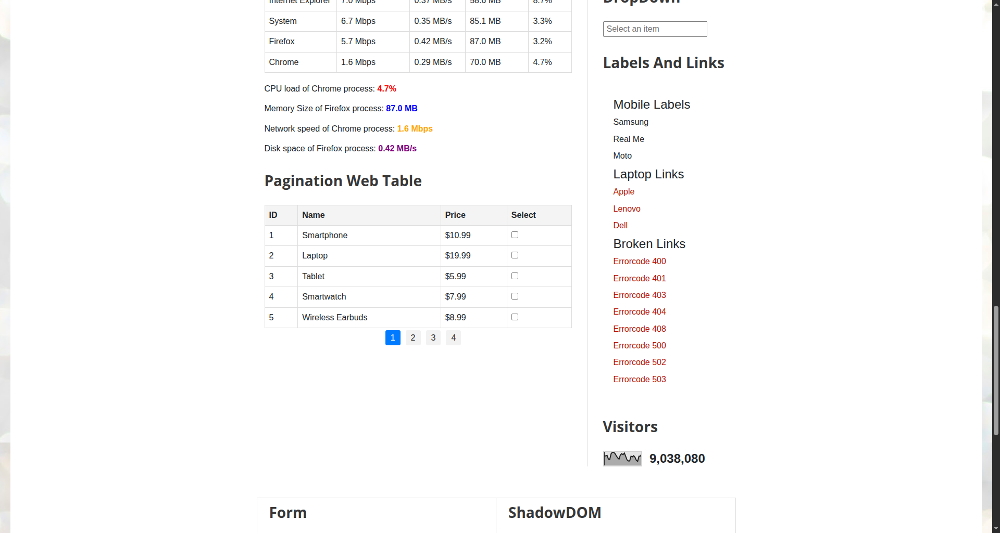 Internet Explorer 7.0 Mbps 0.37 MB/s 58.6 MB 8.7%
System 6.7 Mbps 0.35 MB/s 85.1 MB 3.3%
Firefox 5.7 Mbps 0.42 MB/s 87.0 MB 3.2%
Chrome 1.6 Mbps 0.29 MB/s 70.0 MB 4.7%
CPU load of Chrome process: 4.7%
Memory Size of Firefox process: 87.0 MB
Network speed of Chrome process: 1.6 Mbps
Disk space of Firefox process: 0.42 MB/s
Pagination Web Table
ID Name Price Select
1 Smartphone $10.99
2 Laptop $19.99
3 Tablet $5.99
4 Smartwatch $7.99
5 Wireless Earbuds $8.99
1 2 3 4
DropDown
Select an item
Labels And Links
Mobile Labels
Samsung
Real Me
Moto
Laptop Links
Apple
Lenovo
Dell
Broken Links
Errorcode 400
Errorcode 401
Errorcode 403
Errorcode 404
Errorcode 408
Errorcode 500
Errorcode 502
Errorcode 503
Visitors
9,038,080
Form
ShadowDOM